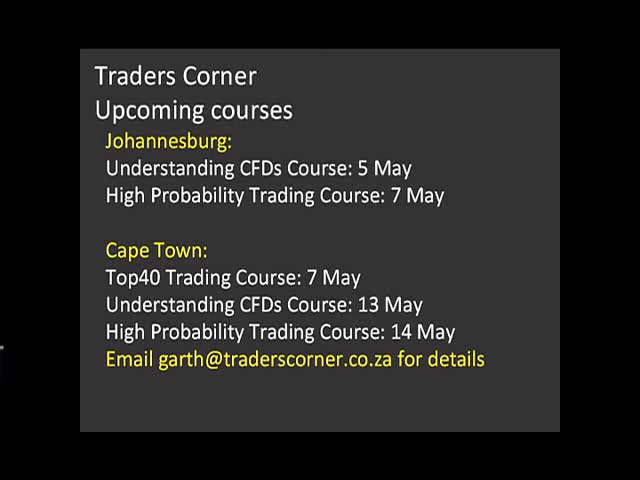 Traders Corner
Upcoming courses
Johannesburg:
Understanding CFDs Course: 5 May
High Probability Trading Course: 7 May
Cape Town:
Top40 Trading Course: 7 May
Understanding CFDs Course: 13 May
High Probability Trading Course: 14 May
Email garth@traderscorner.co.za for details